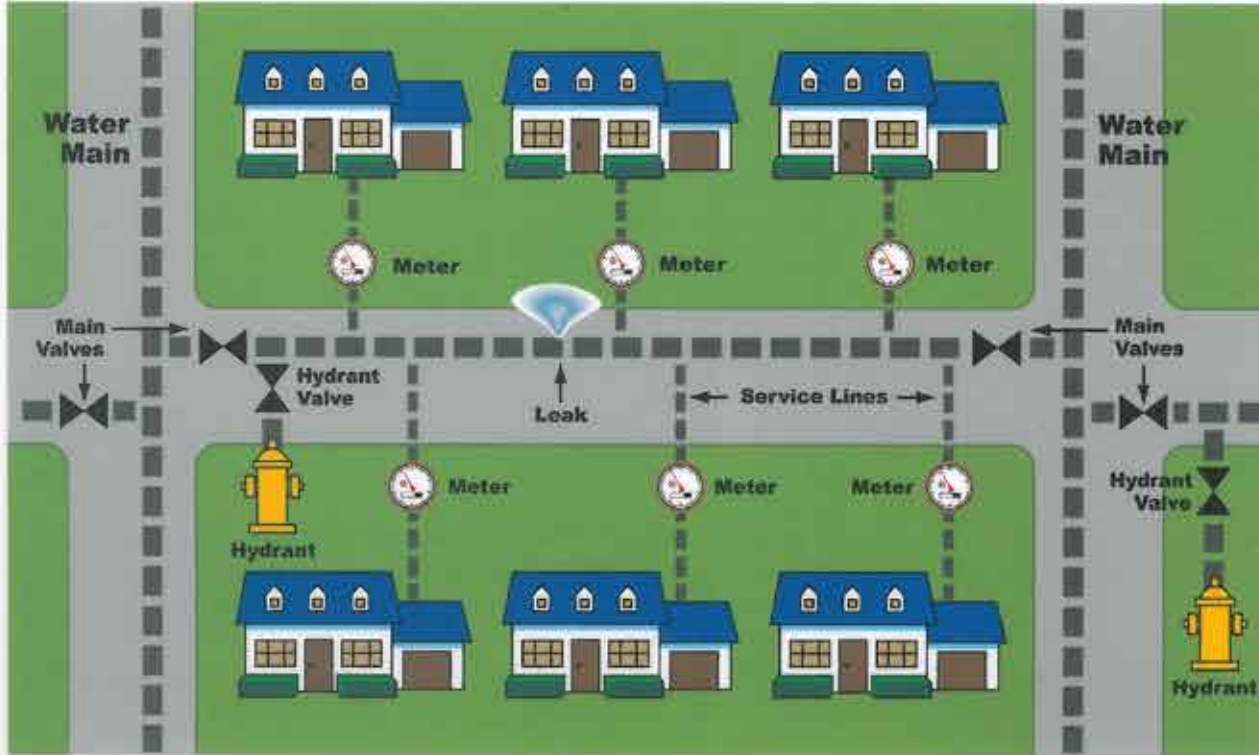 Water
Main
Water
Main
Meter
Meter
Meter
Main
Valves
Main
Valves
Hydrant
Valve
Leak
Service Lines
Meter
Meter
Meter
Hydrant
Valve
Hydrant
Hydrant